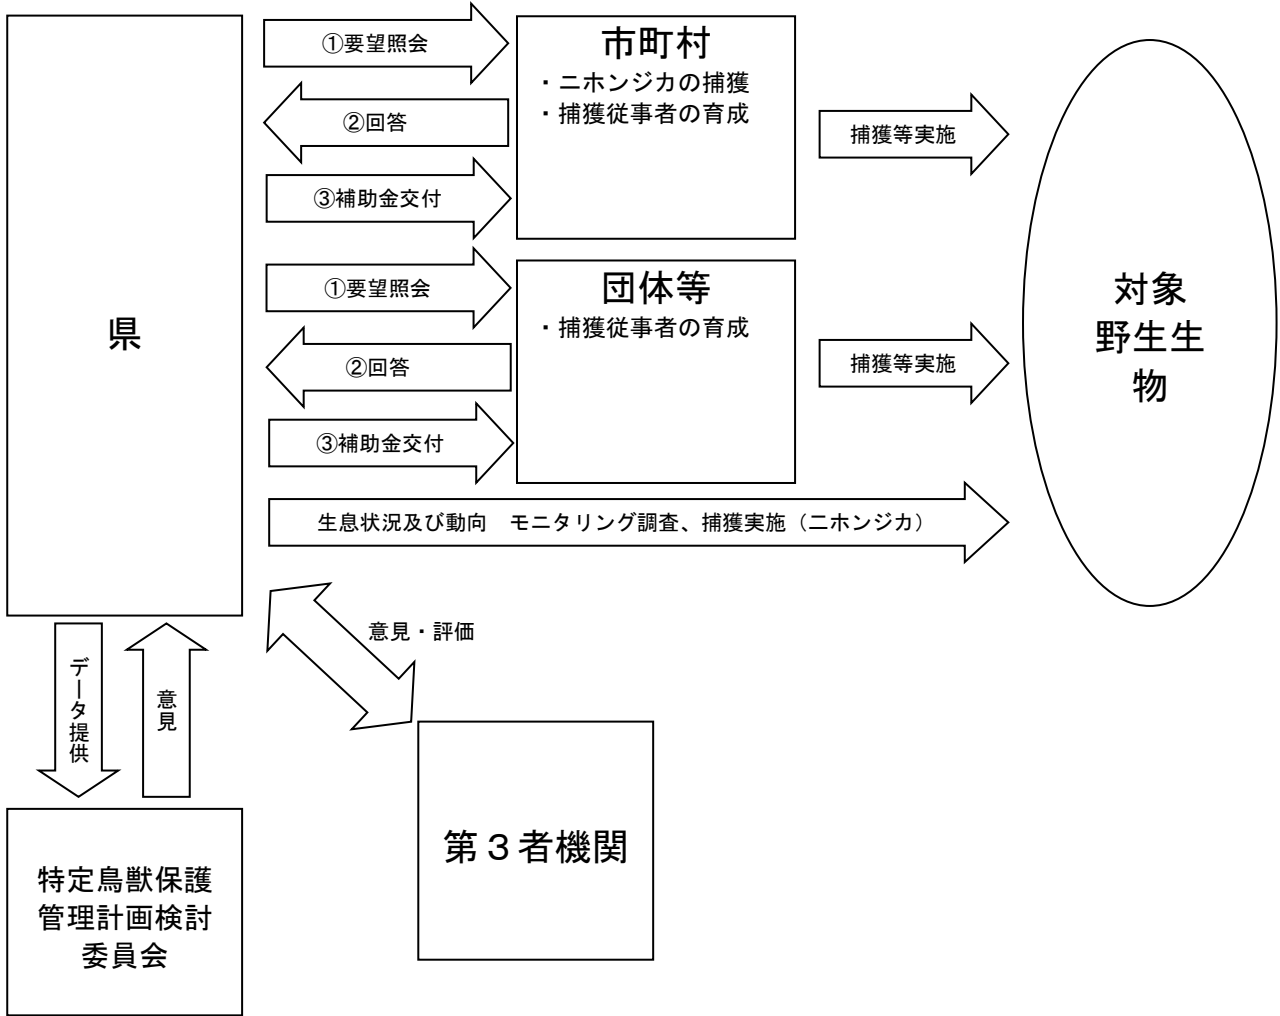 県
①要望照会
②回答
③補助金交付
市町村
・ニホンジカの捕獲
・捕獲従事者の育成
捕獲等実施
①要望照会
②回答
③補助金交付
団体等
・捕獲従事者の育成
捕獲等実施
対象
野生生
物
生息状況及び動向　モニタリング調査、捕獲実施（ニホンジカ）
意見・評価
データ提供
意見
第３者機関
特定鳥獣保護
管理計画検討
委員会